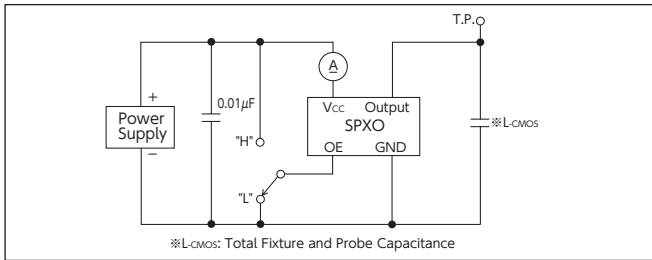 T.P.
A
+
0.01μF
Vcc Output
※L-CMOS
Power
Supply
SPXO
"H"
OE GND
−
"L"
※L-CMOS: Total Fixture and Probe Capacitance